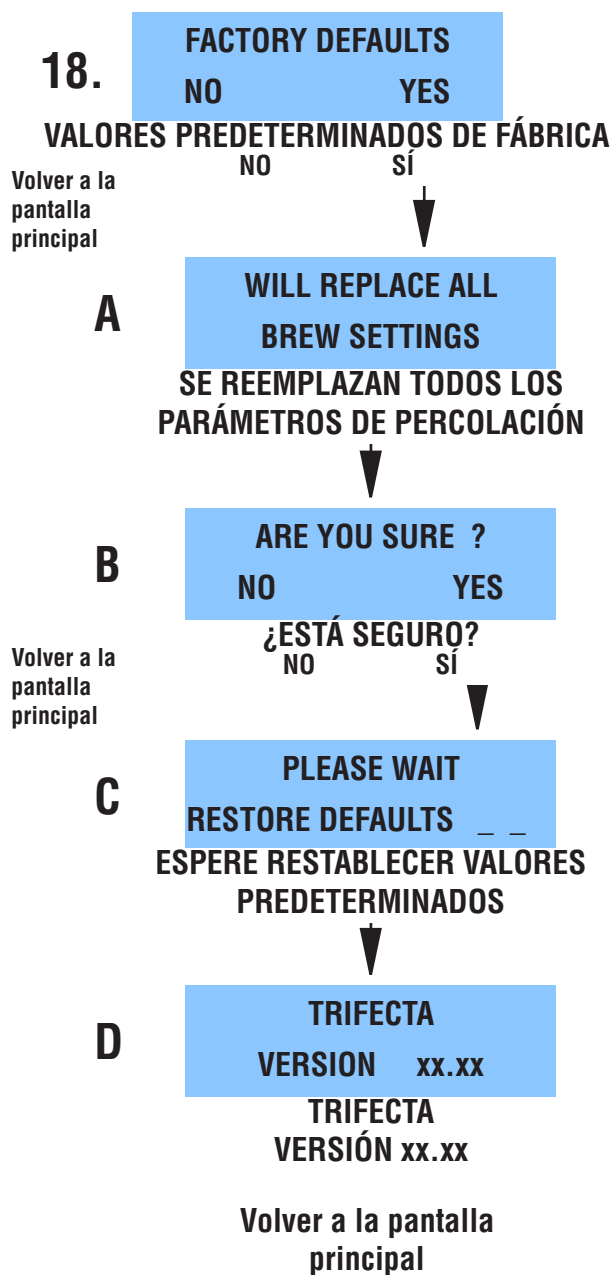 18.
FACTORY DEFAULTS
NO YES
VALORES PREDETERMINADOS DE FÁBRICA
NO SÍ
Volver a la
pantalla
principal
A
WILL REPLACE ALL
BREW SETTINGS
SE REEMPLAZAN TODOS LOS
PARÁMETROS DE PERCOLACIÓN
B
ARE YOU SURE ?
NO YES
¿ESTÁ SEGURO?
NO SÍ
Volver a la
pantalla
principal
C
PLEASE WAIT
RESTORE DEFAULTS _ _
ESPERE RESTABLECER VALORES
PREDETERMINADOS
D
TRIFECTA
VERSION xx.xx
TRIFECTA
VERSIÓN xx.xx
Volver a la pantalla
principal